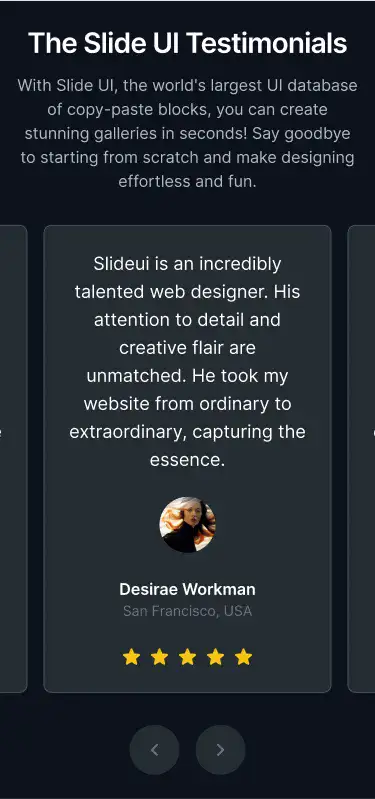 The Slide UI Testimonials
With Slide UI, the world's largest UI database
of copy-paste blocks, you can create
stunning galleries in seconds! Say goodbye
to starting from scratch and make designing
effortless and fun.
Slideui is an incredibly
talented web designer. His
attention to detail and
creative flair are
unmatched. He took my
website from ordinary to
extraordinary, capturing the
essence.
Desirae Workman
San Francisco, USA